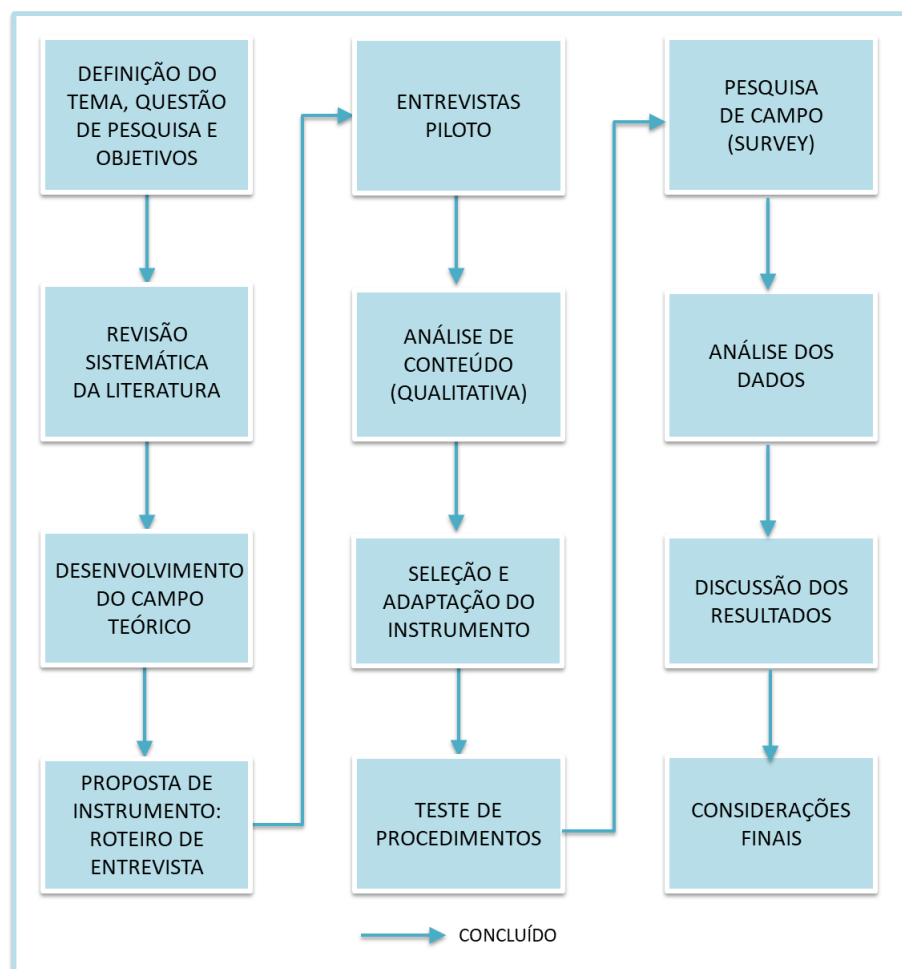 DEFINIÇÃO DO
TEMA, QUESTÃO
DE PESQUISA E
OBJETIVOS
REVISÃO
SISTEMÁTICA
DA LITERATURA
DESENVOLVIMENTO
DO CAMPO
TEÓRICO
PROPOSTA DE
INSTRUMENTO:
ROTEIRO DE
ENTREVISTA
ENTREVISTAS
PILOTO
ANÁLISE DE
CONTEÚDO
(QUALITATIVA)
SELEÇÃO E
ADAPTAÇÃO DO
INSTRUMENTO
TESTE DE
PROCEDIMENTOS
PESQUISA
DE CAMPO
(SURVEY)
ANÁLISE DOS
DADOS
DISCUSSÃO DOS
RESULTADOS
CONSIDERAÇÕES
FINAIS
CONCLUÍDO